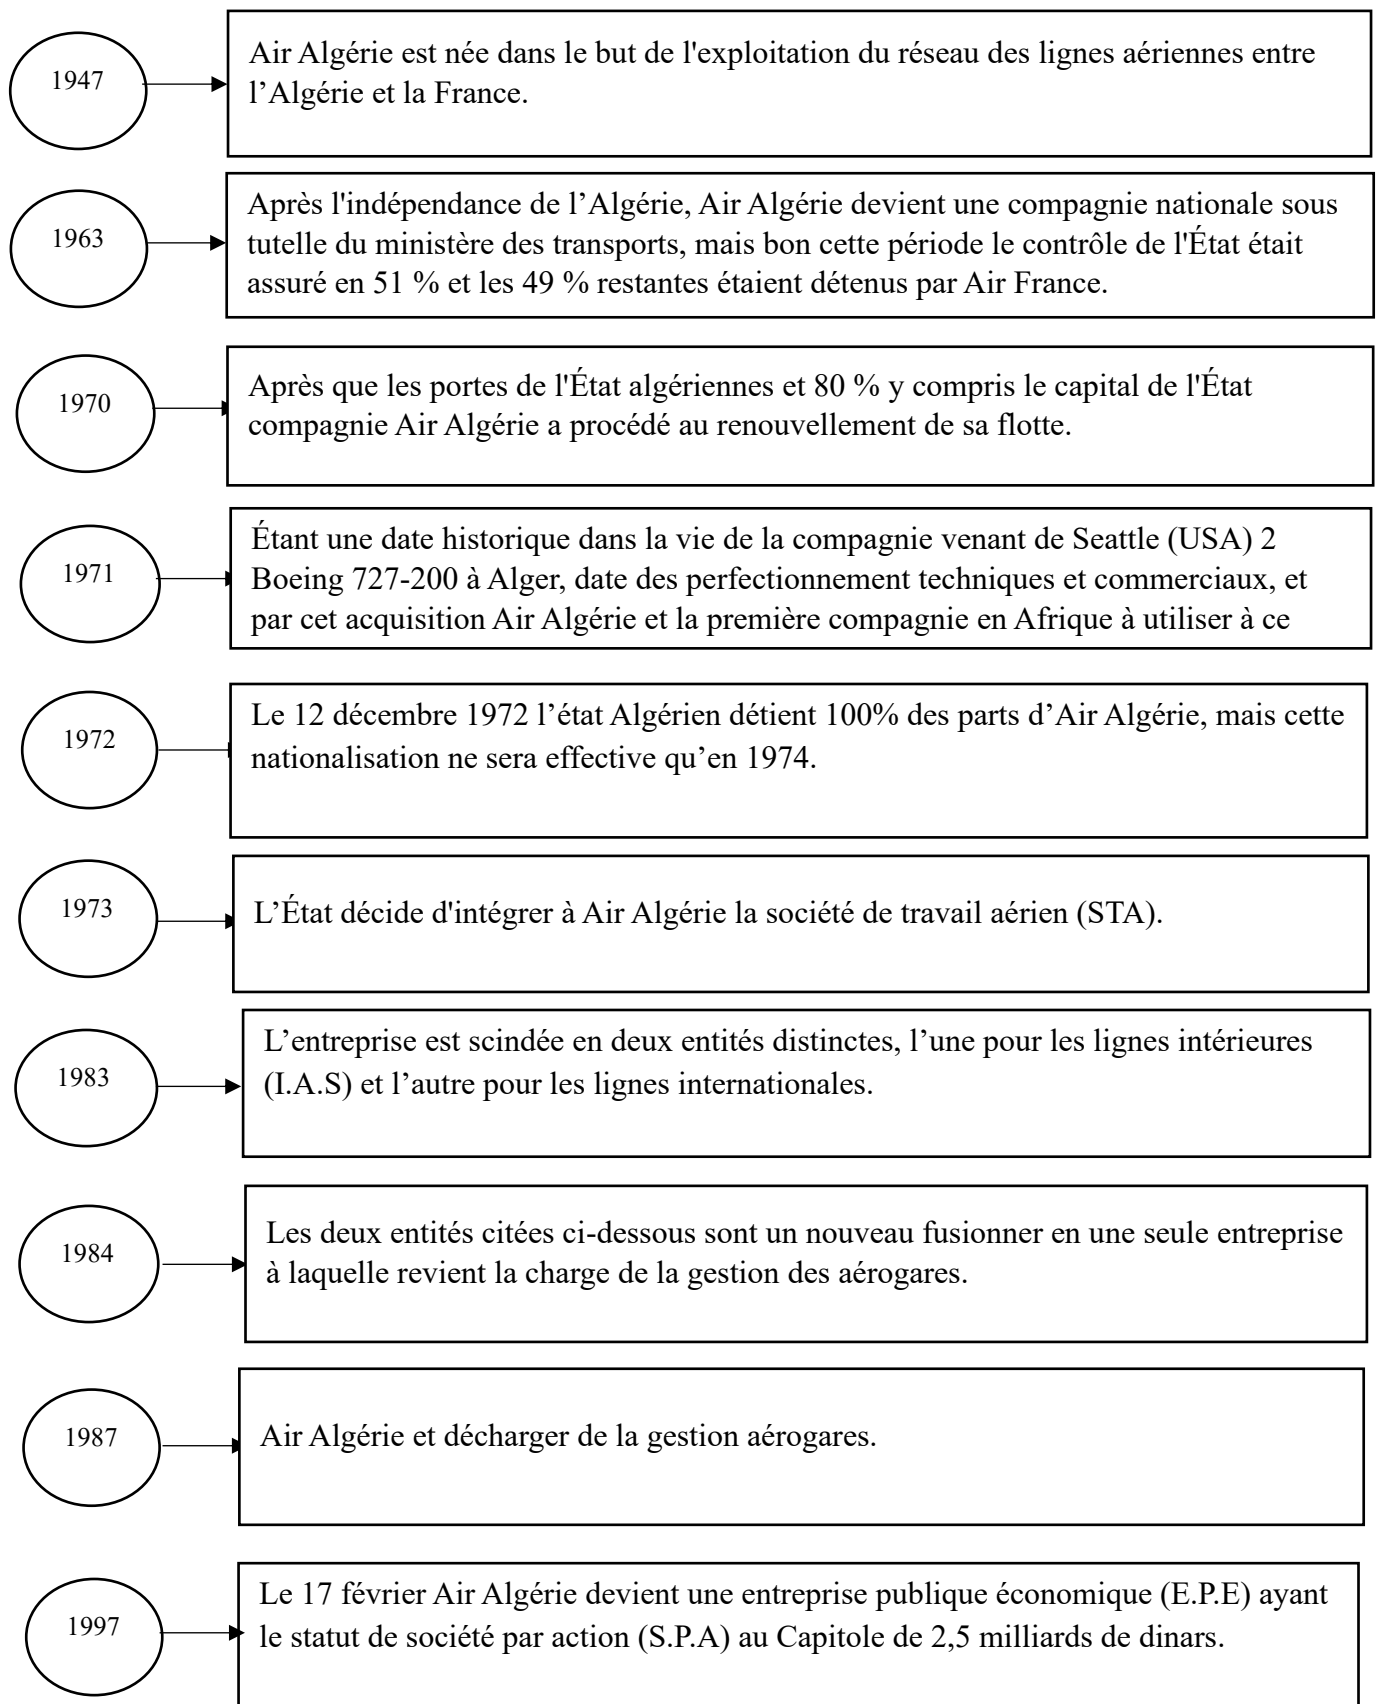 1947
Air Algérie est née dans le but de l'exploitation du réseau des lignes aériennes entre
l’Algérie et la France.
1963
Après l'indépendance de l’Algérie, Air Algérie devient une compagnie nationale sous
tutelle du ministère des transports, mais bon cette période le contrôle de l'État était
assuré en 51 % et les 49 % restantes étaient détenus par Air France.
1970
Après que les portes de l'État algériennes et 80 % y compris le capital de l'État
compagnie Air Algérie a procédé au renouvellement de sa flotte.
1971
Étant une date historique dans la vie de la compagnie venant de Seattle (USA) 2
Boeing 727-200 à Alger, date des perfectionnement techniques et commerciaux, et
par cet acquisition Air Algérie et la première compagnie en Afrique à utiliser à ce
1972
Le 12 décembre 1972 l’état Algérien détient 100% des parts d’Air Algérie, mais cette
nationalisation ne sera effective qu’en 1974.
1973
L’État décide d'intégrer à Air Algérie la société de travail aérien (STA).
1983
L’entreprise est scindée en deux entités distinctes, l’une pour les lignes intérieures
(I.A.S) et l’autre pour les lignes internationales.
1984
Les deux entités citées ci-dessous sont un nouveau fusionner en une seule entreprise
à laquelle revient la charge de la gestion des aérogares.
1987
Air Algérie et décharger de la gestion aérogares.
1997
Le 17 février Air Algérie devient une entreprise publique économique (E.P.E) ayant
le statut de société par action (S.P.A) au Capitole de 2,5 milliards de dinars.